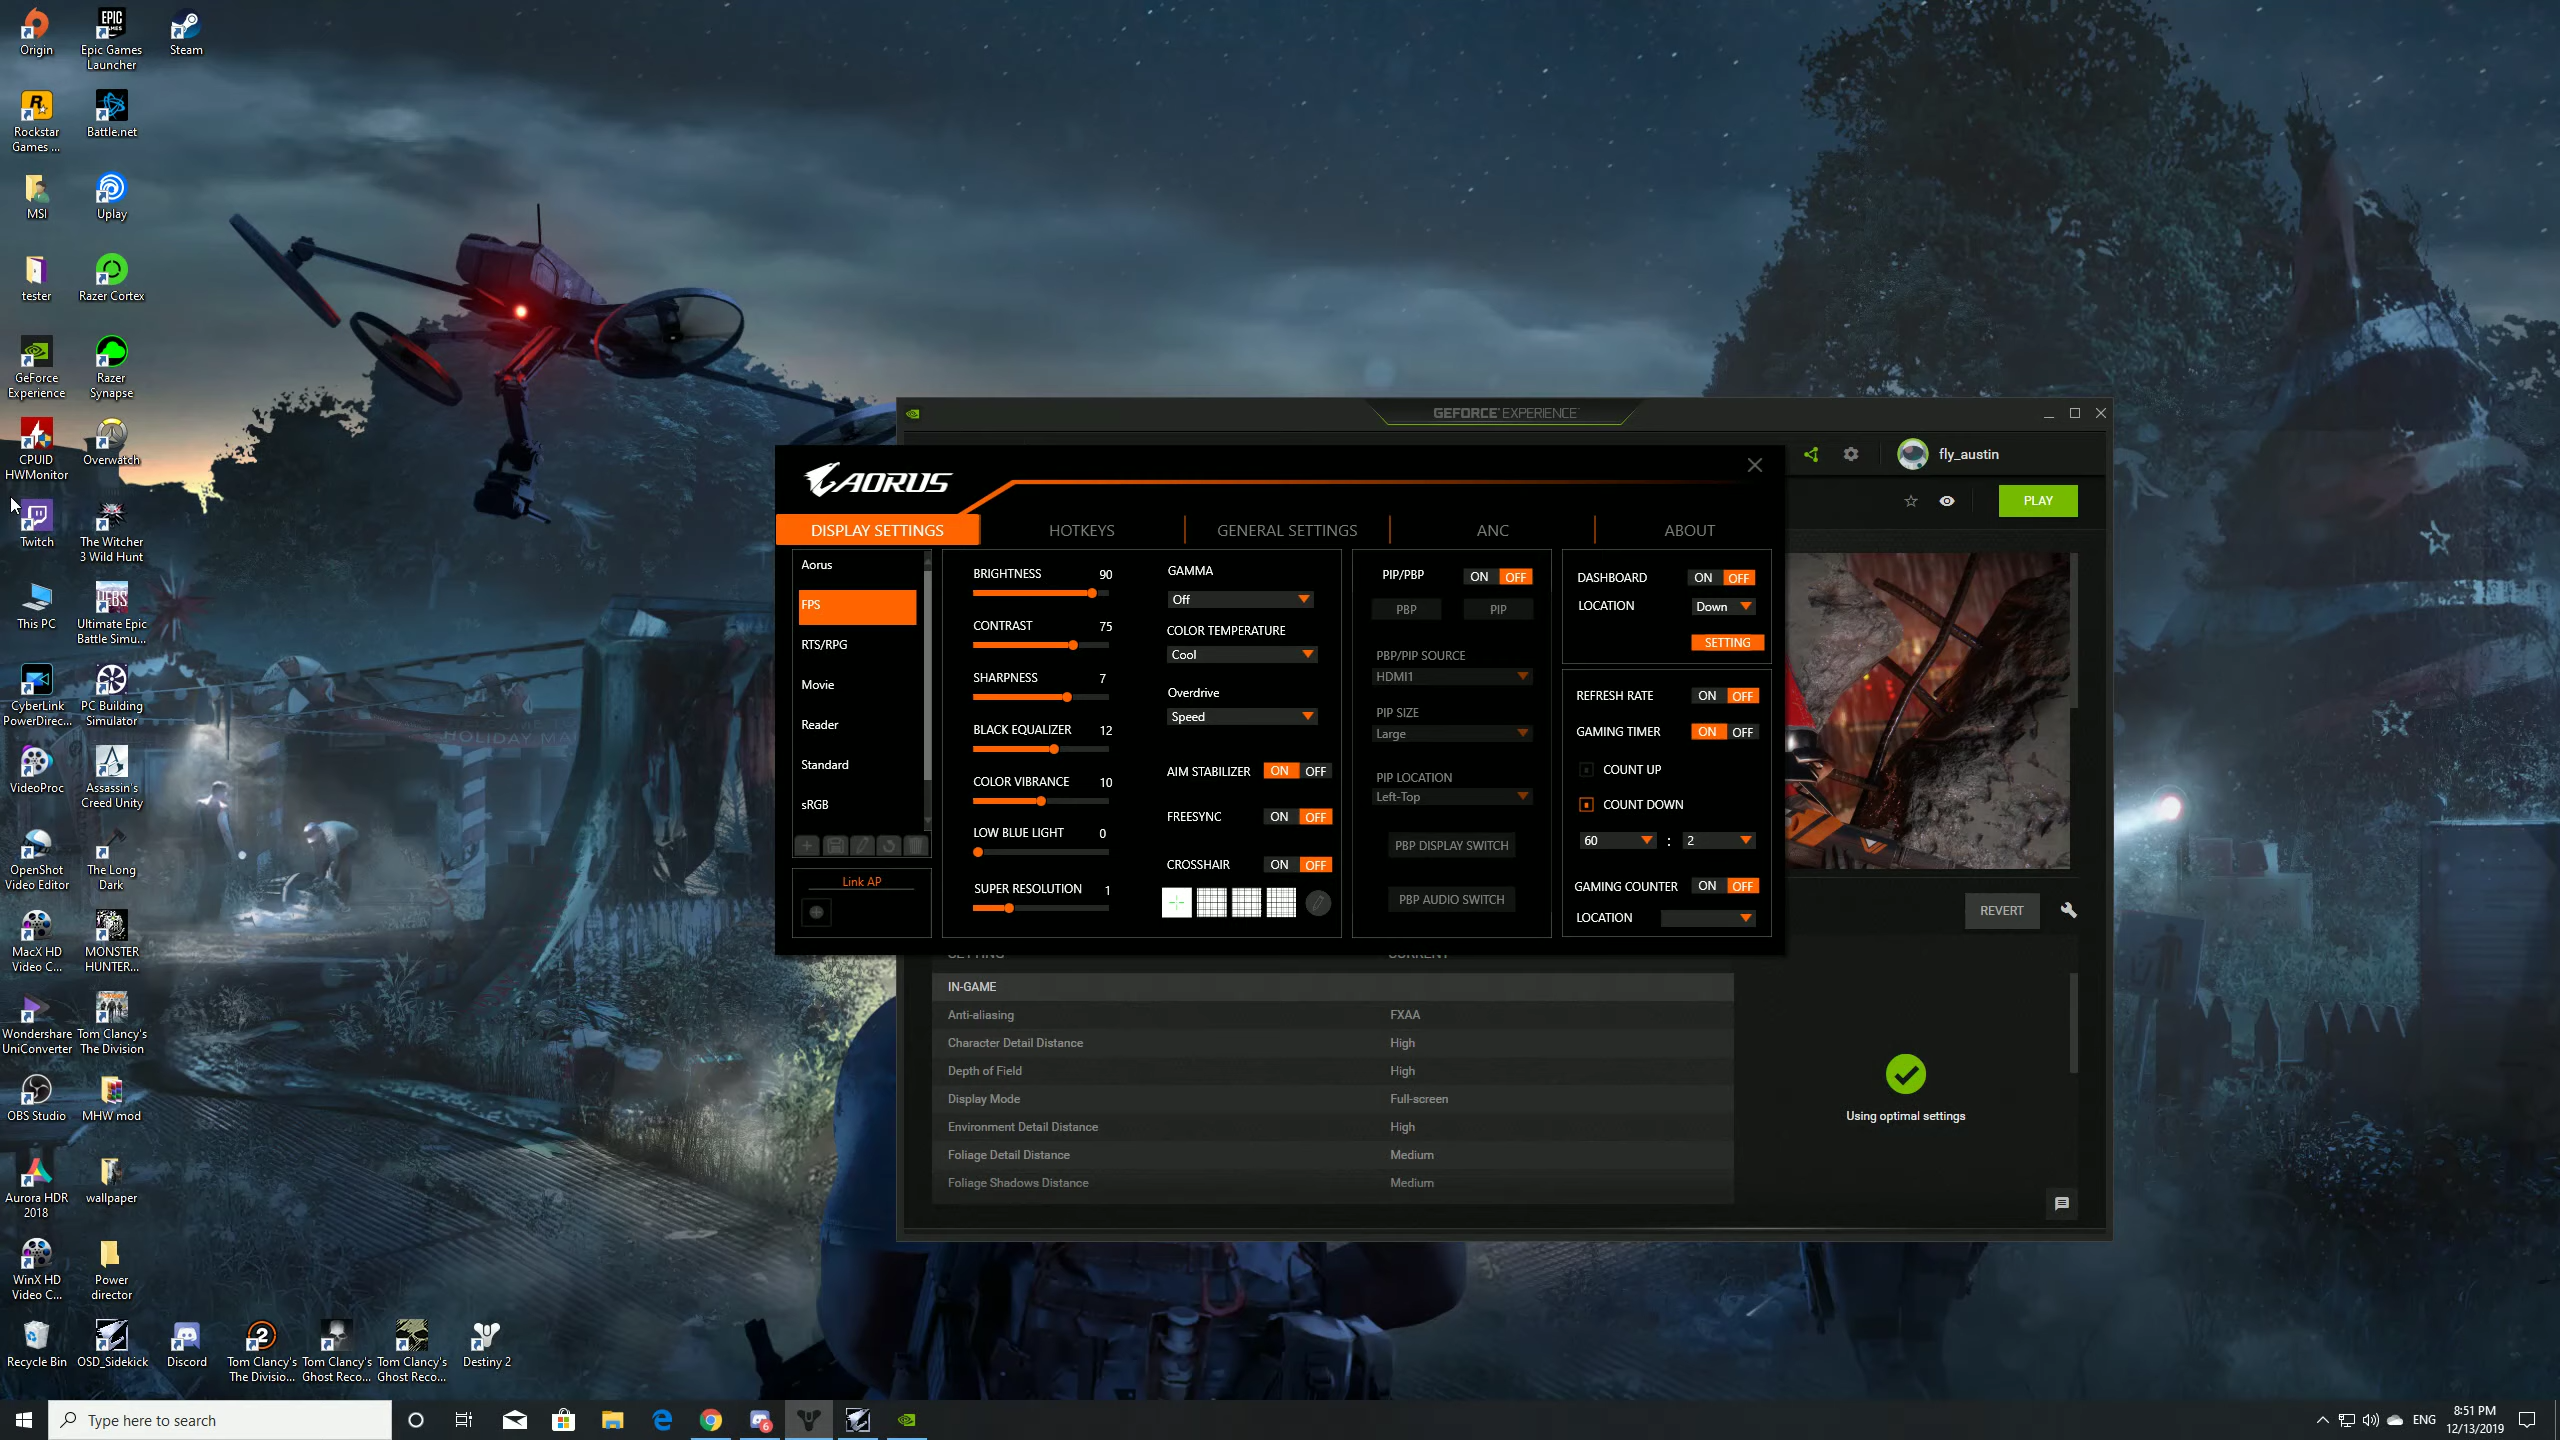 Origin
Epic Games
Launcher
Steam
Rockstar
Games ...
Battle.net
MSI
Uplay
tester
Razer Cortex
GeForce
Experience
Razer
Synapse
CPUID
HWMonitor
Overwatch
Twitch
The Witcher
3 Wild Hunt
This PC
Ultimate Epic
Battle Simu...
CyberLink
PowerDirec...
PC Building
Simulator
VideoProc
Assassin's
Creed Unity
OpenShot
Video Editor
The Long
Dark
MacX HD
Video C...
MONSTER
HUNTER...
Wondershare
UniConverter
Tom Clancy's
The Division
OBS Studio
MHW mod
Aurora HDR
2018
wallpaper
WinX HD
Video C...
Power
director
Recycle Bin
OSD_Sidekick
Discord
Tom Clancy's
The Divisio...
Tom Clancy's
Ghost Reco...
Tom Clancy's
Ghost Reco...
Destiny 2
HOLIDAY MA
GEFORCE EXPERIENCE
fly_austin
PLAY
AORUS
DISPLAY SETTINGS
HOTKEYS
GENERAL SETTINGS
ANC
ABOUT
Aorus
FPS
RTS/RPG
Movie
Reader
Standard
sRGB
Link AP
BRIGHTNESS 90
CONTRAST 75
SHARPNESS 7
BLACK EQUALIZER 12
COLOR VIBRANCE 10
LOW BLUE LIGHT 0
SUPER RESOLUTION 1
GAMMA
Off
COLOR TEMPERATURE
Cool
Overdrive
Speed
AIM STABILIZER ON OFF
FREESYNC ON OFF
CROSSHAIR ON OFF
PIP/PBP ON OFF
PBP PIP
PBP/PIP SOURCE
HDMI1
PIP SIZE
Large
PIP LOCATION
Left-Top
PBP DISPLAY SWITCH
PBP AUDIO SWITCH
DASHBOARD ON OFF
LOCATION Down
SETTING
REFRESH RATE ON OFF
GAMING TIMER ON OFF
COUNT UP
COUNT DOWN
60 : 2
GAMING COUNTER ON OFF
LOCATION
REVERT
SETTING CURRENT
IN-GAME
Anti-aliasing FXAA
Character Detail Distance High
Depth of Field High
Display Mode Full-screen
Environment Detail Distance High
Foliage Detail Distance Medium
Foliage Shadows Distance Medium
Using optimal settings
Type here to search
6
ENG
8:51 PM
12/13/2019